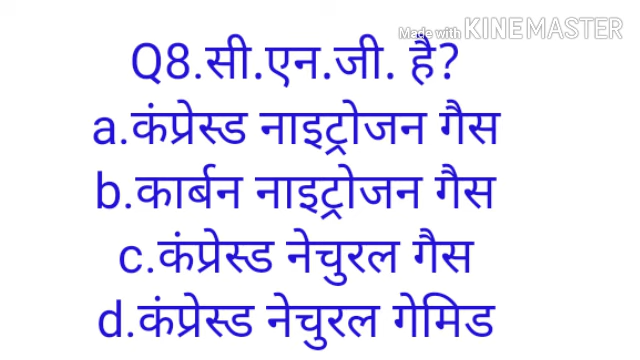 Made with KINEMASTER
Q8.सी.एन.जी. है?
a.कंप्रेस्ड नाइट्रोजन गैस
b.कार्बन नाइट्रोजन गैस
c.कंप्रेस्ड नेचुरल गैस
d.कंप्रेस्ड नेचुरल गेमिड